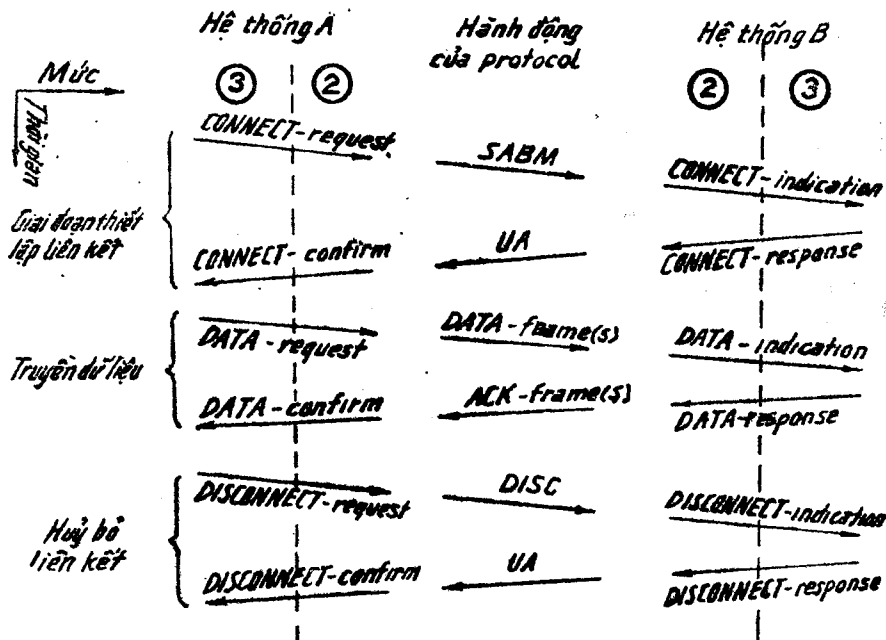 Hệ thống A
Hành động
của protocol
Hệ thống B
Mức
Thời gian
③
②
②
③
CONNECT-request
SABM
CONNECT-indication
Giai đoạn thiết
lập liên kết
CONNECT-confirm
UA
CONNECT-response
DATA-request
DATA-frame(s)
DATA-indication
Truyền dữ liệu
DATA-confirm
ACK-frame(s)
DATA-response
DISCONNECT-request
DISC
DISCONNECT-indication
Huỷ bỏ
liên kết
DISCONNECT-confirm
UA
DISCONNECT-response